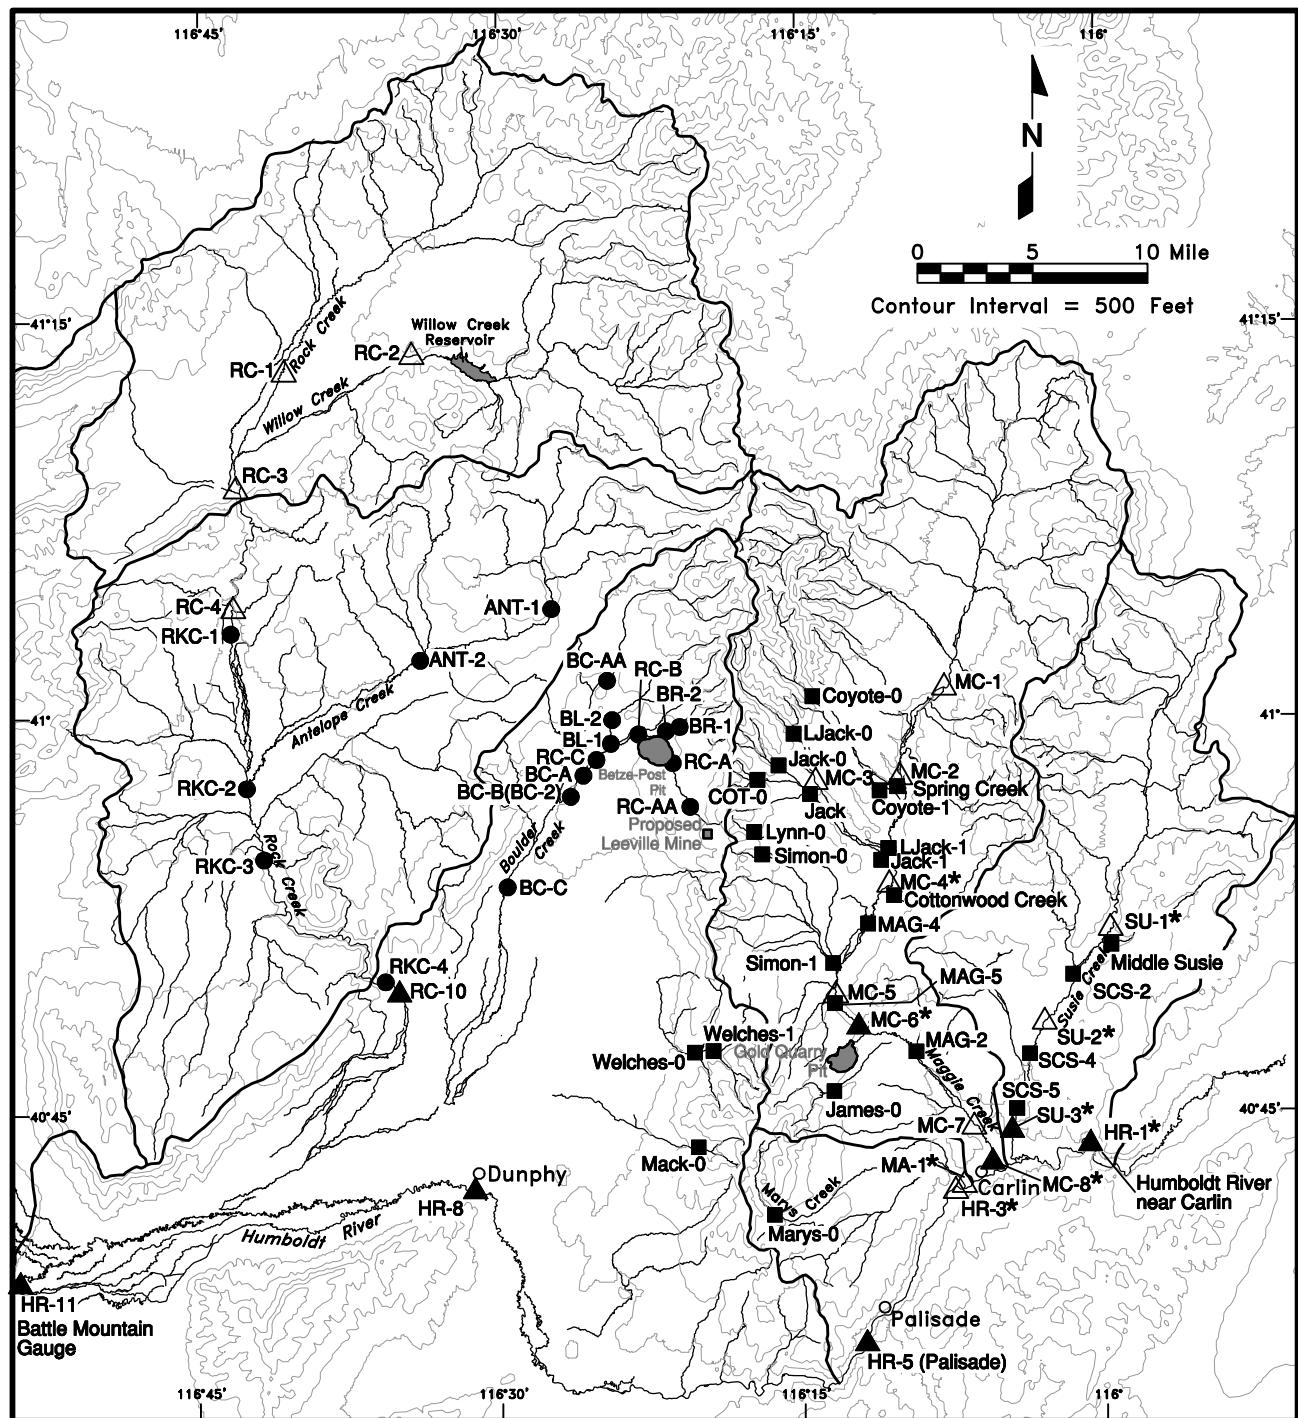 116°45'
116°30'
116°15'
116°
N
0 5 10 Mile
Contour Interval = 500 Feet
41°15'
41°15'
Willow Creek
Reservoir
RC-2
RC-1
Rock Creek
Willow Creek
RC-3
RC-4
RKC-1
ANT-1
ANT-2
Antelope Creek
BC-AA
RC-B
BR-2
BL-2
BR-1
BL-1
RC-C
RC-A
BC-A
Betze-Post
Pit
BC-B(BC-2)
RC-AA
Proposed
Leeville Mine
Boulder
Creek
BC-C
RKC-2
RKC-3
Rock Creek
RKC-4
RC-10
41°
41°
MC-1
Coyote-0
LJack-0
Jack-0
MC-3
MC-2
Spring Creek
COT-0
Jack
Coyote-1
Lynn-0
Simon-0
LJack-1
Jack-1
MC-4*
Cottonwood Creek
MAG-4
SU-1*
Middle Susie
Simon-1
MAG-5
SCS-2
MC-5
Susie Creek
MC-6*
SU-2*
Welches-1
Welches-0
Gold Quarry
Pit
MAG-2
SCS-4
Maggie Creek
James-0
SCS-5
SU-3*
40°45'
40°45'
MC-7
HR-1*
Mack-0
MA-1*
MC-8*
Humboldt River
near Carlin
Carlin
HR-3*
Marys Creek
Marys-0
Dunphy
HR-8
Humboldt River
HR-11
Battle Mountain
Gauge
Palisade
HR-5 (Palisade)
116°45'
116°30'
116°15'
116°